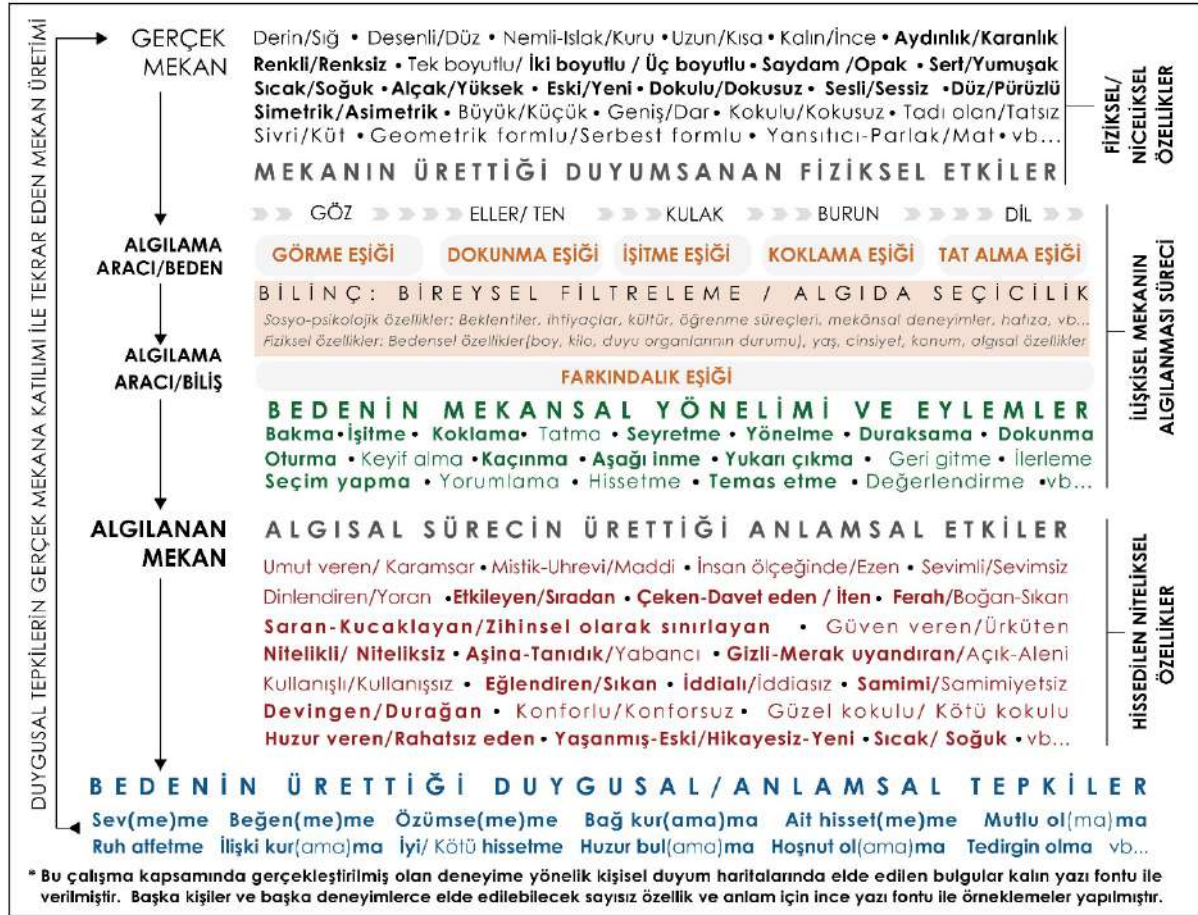 DUYGUSAL TEPKİLERİN GERÇEK MEKANA KATILIMI İLE TEKRAR EDEN MEKAN ÜRETİMİ
GERÇEK
MEKAN
Derin/Sığ • Desenli/Düz • Nemli-Islak/Kuru • Uzun/Kısa • Kalın/İnce • Aydınlık/Karanlık
Renkli/Renksiz • Tek boyutlu/ İki boyutlu / Üç boyutlu • Saydam /Opak • Sert/Yumuşak
Sıcak/Soğuk • Alçak/Yüksek • Eski/Yeni • Dokulu/Dokusuz • Sesli/Sessiz • Düz/Pürüzlü
Simetrik/Asimetrik • Büyük/Küçük • Geniş/Dar • Kokulu/Kokusuz • Tadı olan/Tatsız
Sivri/Küt • Geometrik formlu/Serbest formlu • Yansıtıcı-Parlak/Mat • vb...
MEKANIN ÜRETTİĞİ DUYUMSANAN FİZİKSEL ETKİLER
FİZİKSEL/
NİCELİKSEL
ÖZELLİKLER
ALGILAMA
ARACI/BEDEN
GÖZ ELLER/ TEN KULAK BURUN DİL
GÖRME EŞİĞİ DOKUNMA EŞİĞİ İŞİTME EŞİĞİ KOKLAMA EŞİĞİ TAT ALMA EŞİĞİ
BİLİNÇ: BİREYSEL FİLTRELEME / ALGIDA SEÇİCİLİK
Sosyo-psikolojik özellikler: Beklentiler, ihtiyaçlar, kültür, öğrenme süreçleri, mekânsal deneyimler, hafıza, vb...
Fiziksel özellikler: Bedensel özellikler(boy, kilo, duyu organlarının durumu), yaş, cinsiyet, konum, algısal özellikler
ALGILAMA
ARACI/BİLİŞ
FARKINDALIK EŞİĞİ
BEDENİN MEKANSAL YÖNELİMİ VE EYLEMLER
Bakma • İşitme • Koklama • Tatma • Seyretme • Yönelme • Duraksama • Dokunma
Oturma • Keyif alma • Kaçınma • Aşağı inme • Yukarı çıkma • Geri gitme • İlerleme
Seçim yapma • Yorumlama • Hissetme • Temas etme • Değerlendirme • vb...
İLİŞKİSEL MEKANIN
ALGILANMASI SÜRECİ
ALGILANAN
MEKAN
ALGISAL SÜRECİN ÜRETTİĞİ ANLAMSAL ETKİLER
Umut veren/ Karamsar • Mistik-Uhrevi/Maddi • İnsan ölçeğinde/Ezen • Sevimli/Sevimsiz
Dinlendiren/Yoran • Etkileyen/Sıradan • Çeken-Davet eden / İten • Ferah/Boğan-Sıkan
Saran-Kucaklayan/Zihinsel olarak sınırlayan • Güven veren/Ürküten
Nitelikli/ Niteliksiz • Aşina-Tanıdık/Yabancı • Gizli-Merak uyandıran/Açık-Aleni
Kullanışlı/Kullanışsız • Eğlendiren/Sıkan • İddialı/İddiasız • Samimi/Samimiyetsiz
Devingen/Durağan • Konforlu/Konforsuz • Güzel kokulu/ Kötü kokulu
Huzur veren/Rahatsız eden • Yaşanmış-Eski/Hikayesiz-Yeni • Sıcak/ Soğuk • vb...
HİSSEDİLEN NİTELİKSEL
ÖZELLİKLER
BEDENİN ÜRETTİĞİ DUYGUSAL/ANLAMSAL TEPKİLER
Sev(me)me Beğen(me)me Özümse(me)me Bağ kur(ama)ma Ait hisset(me)me Mutlu ol(ma)ma
Ruh atfetme İlişki kur(ama)ma İyi/ Kötü hissetme Huzur bul(ama)ma Hoşnut ol(ama)ma Tedirgin olma vb...
* Bu çalışma kapsamında gerçekleştirilmiş olan deneyime yönelik kişisel duyum haritalarında elde edilen bulgular kalın yazı fontu ile
verilmiştir. Başka kişiler ve başka deneyimlerce elde edilebilecek sayısız özellik ve anlam için ince yazı fontu ile örneklemeler yapılmıştır.